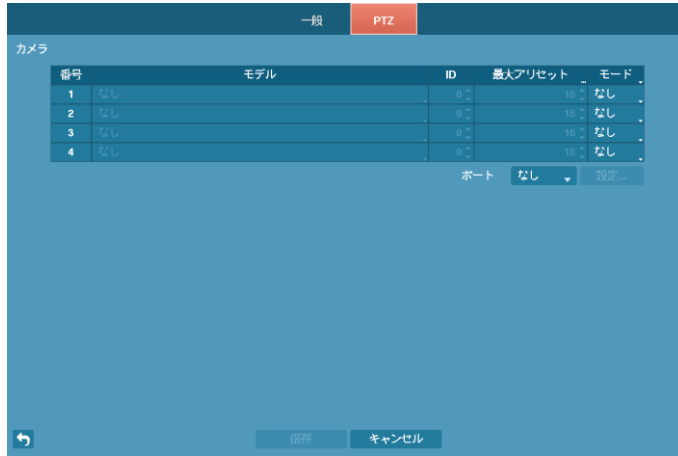 一般 PTZ
カメラ
番号 モデル ID 最大プリセット ... モード
1 なし 0 16 なし
2 なし 0 16 なし
3 なし 0 16 なし
4 なし 0 16 なし
ポート なし 設定...
保存 キャンセル